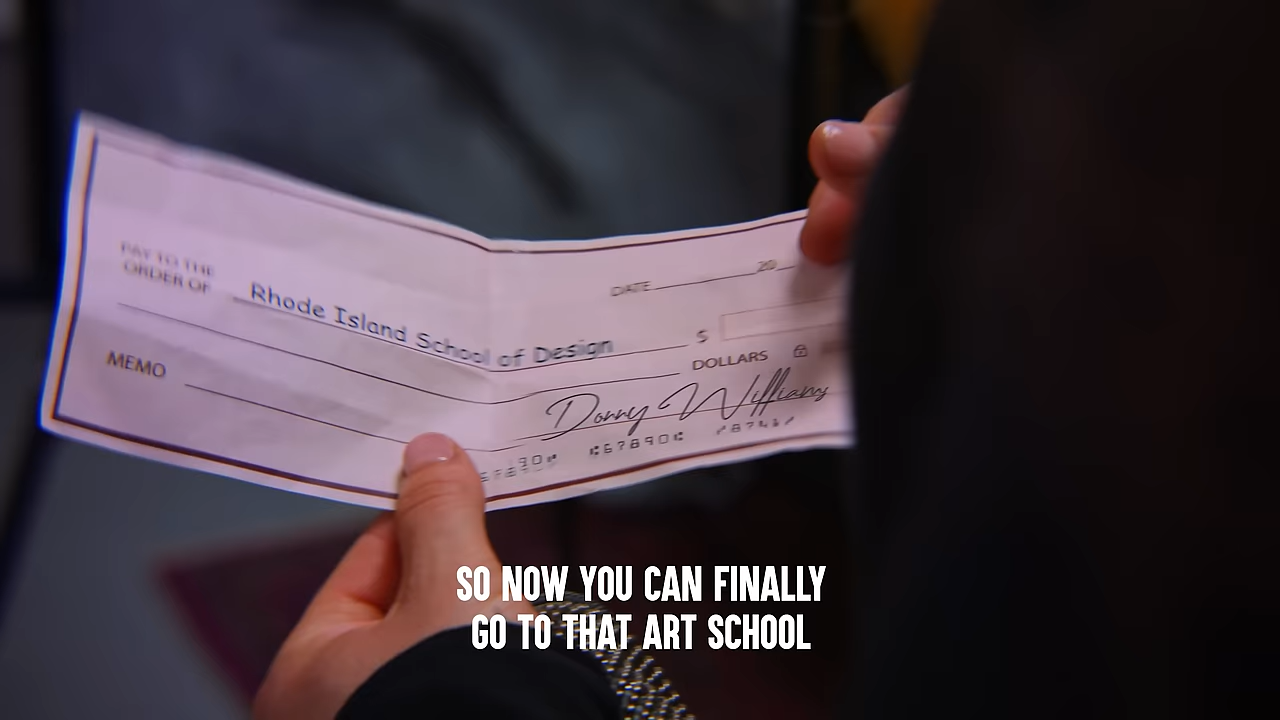 DATE 20
PAY TO THE
ORDER OF Rhode Island School of Design $
DOLLARS
MEMO Donny Williams
67890
SO NOW YOU CAN FINALLY
GO TO THAT ART SCHOOL